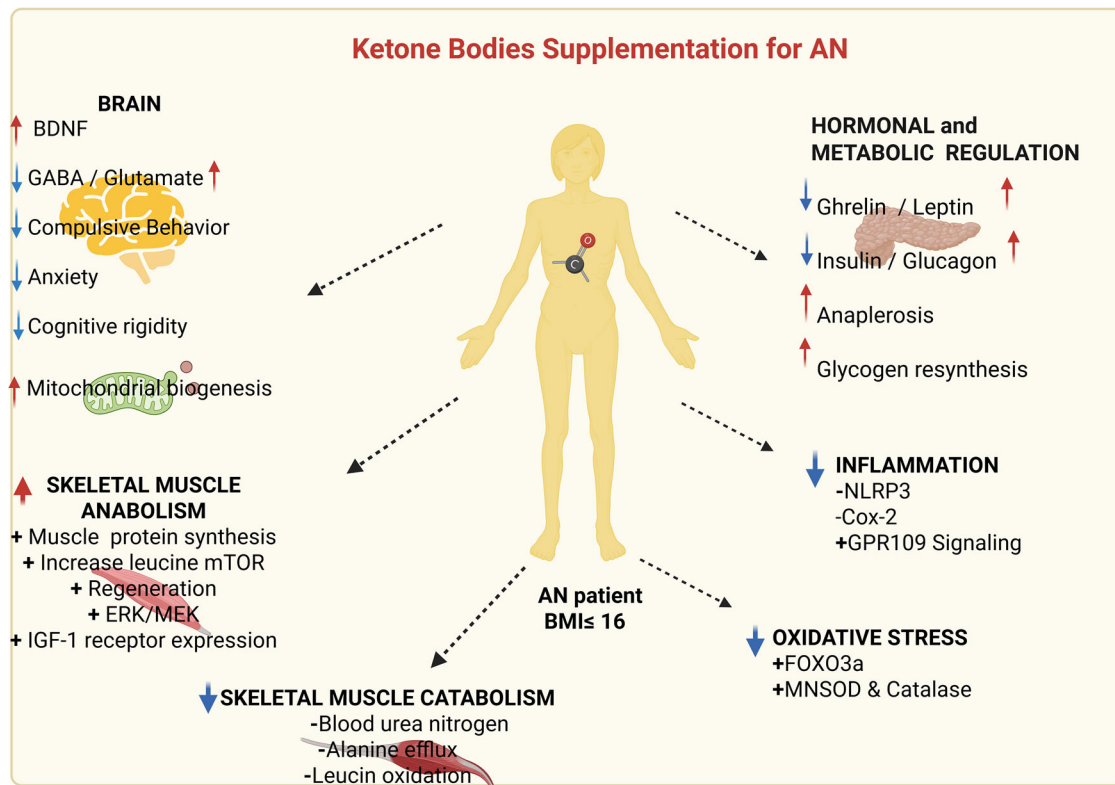 Ketone Bodies Supplementation for AN
BRAIN
BDNF
GABA / Glutamate
Compulsive Behavior
Anxiety
Cognitive rigidity
Mitochondrial biogenesis
SKELETAL MUSCLE
ANABOLISM
+ Muscle protein synthesis
+ Increase leucine mTOR
+ Regeneration
+ ERK/MEK
+ IGF-1 receptor expression
SKELETAL MUSCLE CATABOLISM
-Blood urea nitrogen
-Alanine efflux
-Leucin oxidation
O
C
AN patient
BMI≤ 16
HORMONAL and
METABOLIC REGULATION
Ghrelin / Leptin
Insulin / Glucagon
Anaplerosis
Glycogen resynthesis
INFLAMMATION
-NLRP3
-Cox-2
+GPR109 Signaling
OXIDATIVE STRESS
+FOXO3a
+MNSOD & Catalase